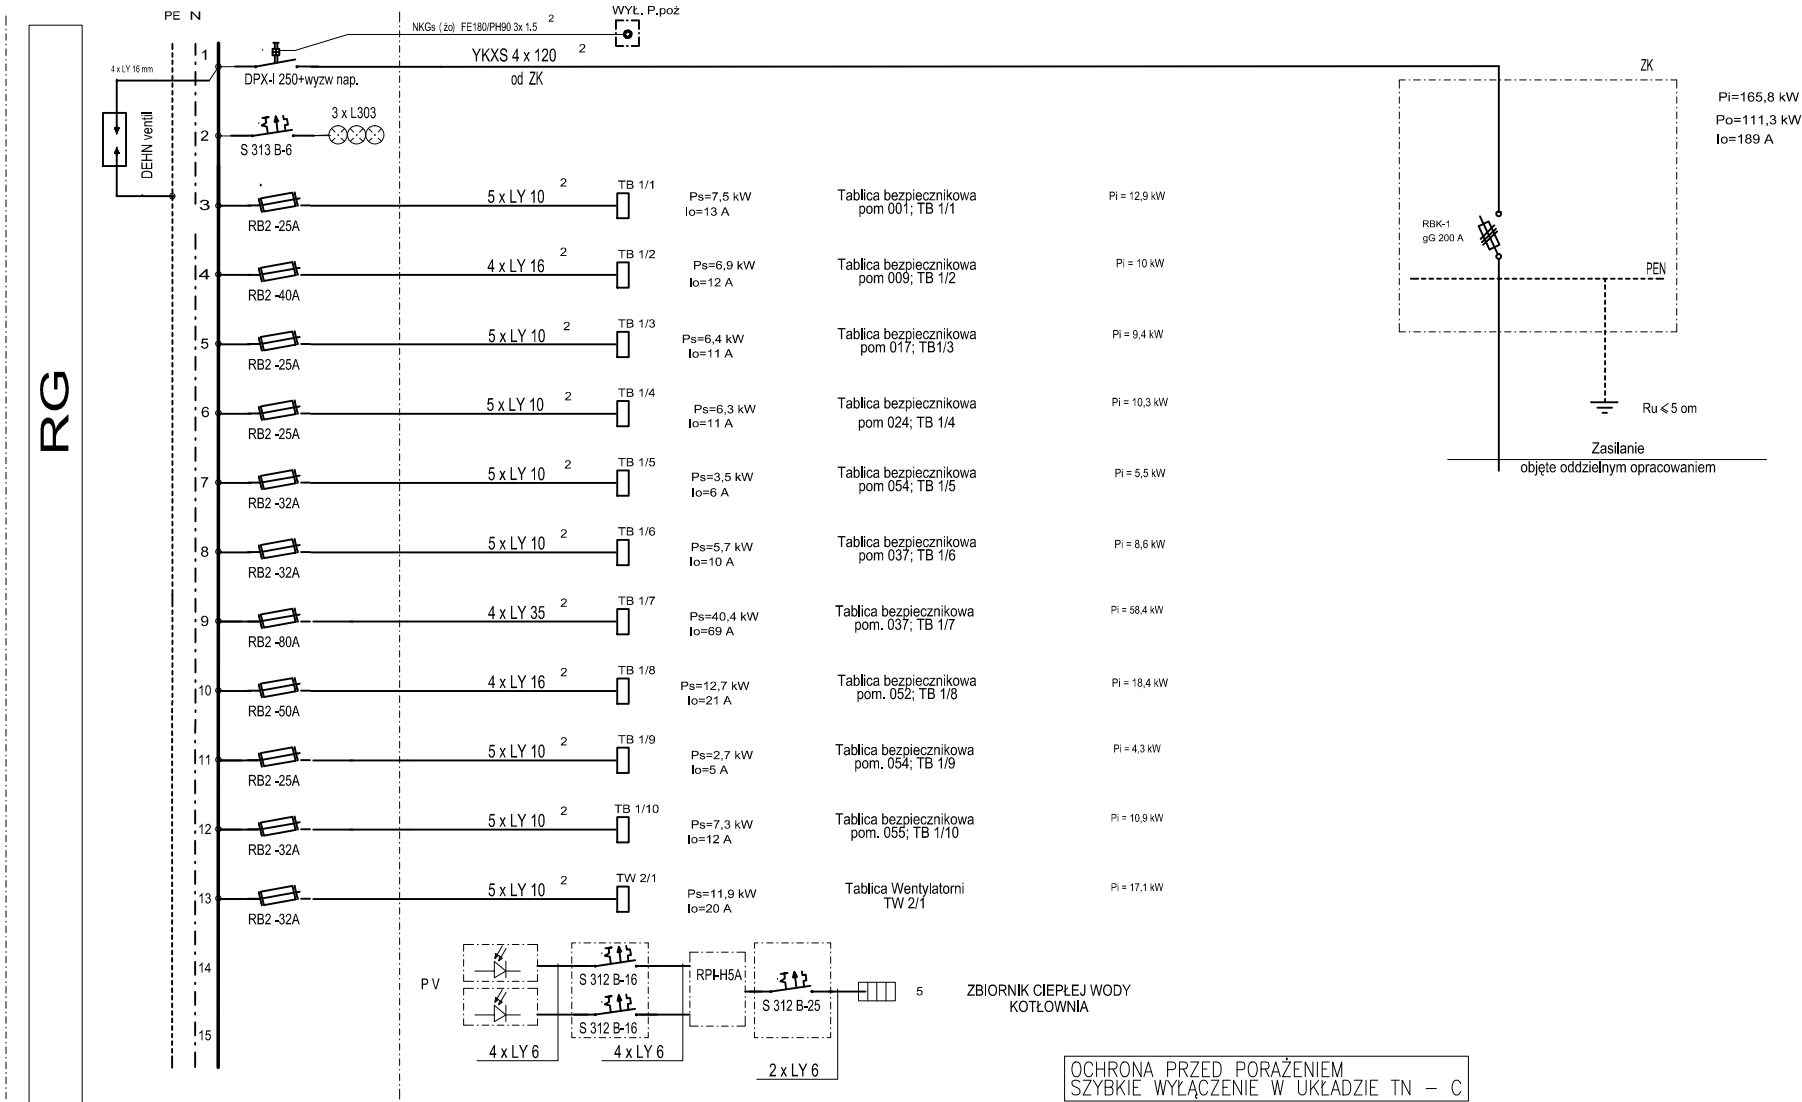 PE N
RG
4 x LY 16 mm
DEHN ventil
1
DPX-I 250+wyzw nap.
NKGs (żo) FE180/PH90 3x 1.5 2
WYŁ. P.poż
YKXS 4 x 120 2
od ZK
2
S 313 B-6
3 x L303
3
RB2 -25A
5 x LY 10 2
TB 1/1
Ps=7,5 kW
Io=13 A
Tablica bezpiecznikowa
pom 001; TB 1/1
Pi = 12,9 kW
4
RB2 -40A
4 x LY 16 2
TB 1/2
Ps=6,9 kW
Io=12 A
Tablica bezpiecznikowa
pom 009; TB 1/2
Pi = 10 kW
5
RB2 -25A
5 x LY 10 2
TB 1/3
Ps=6,4 kW
Io=11 A
Tablica bezpiecznikowa
pom 017; TB1/3
Pi = 9,4 kW
6
RB2 -25A
5 x LY 10 2
TB 1/4
Ps=6,3 kW
Io=11 A
Tablica bezpiecznikowa
pom 024; TB 1/4
Pi = 10,3 kW
7
RB2 -32A
5 x LY 10 2
TB 1/5
Ps=3,5 kW
Io=6 A
Tablica bezpiecznikowa
pom 054; TB 1/5
Pi = 5,5 kW
8
RB2 -32A
5 x LY 10 2
TB 1/6
Ps=5,7 kW
Io=10 A
Tablica bezpiecznikowa
pom 037; TB 1/6
Pi = 8,6 kW
9
RB2 -80A
4 x LY 35 2
TB 1/7
Ps=40,4 kW
Io=69 A
Tablica bezpiecznikowa
pom. 037; TB 1/7
Pi = 58,4 kW
10
RB2 -50A
4 x LY 16 2
TB 1/8
Ps=12,7 kW
Io=21 A
Tablica bezpiecznikowa
pom. 052; TB 1/8
Pi = 18,4 kW
11
RB2 -25A
5 x LY 10 2
TB 1/9
Ps=2,7 kW
Io=5 A
Tablica bezpiecznikowa
pom. 054; TB 1/9
Pi = 4,3 kW
12
RB2 -32A
5 x LY 10 2
TB 1/10
Ps=7,3 kW
Io=12 A
Tablica bezpiecznikowa
pom. 055; TB 1/10
Pi = 10,9 kW
13
RB2 -32A
5 x LY 10 2
TW 2/1
Ps=11,9 kW
Io=20 A
Tablica Wentylatorni
TW 2/1
Pi = 17,1 kW
14
15
P V
S 312 B-16
S 312 B-16
4 x LY 6
4 x LY 6
RPI-H5A
S 312 B-25
2 x LY 6
5
ZBIORNIK CIEPŁEJ WODY
KOTŁOWNIA
ZK
Pi=165,8 kW
Po=111,3 kW
Io=189 A
RBK-1
gG 200 A
PEN
Ru ⩽ 5 om
Zasilanie
objęte oddzielnym opracowaniem
OCHRONA PRZED PORAŻENIEM
SZYBKIE WYŁĄCZENIE W UKŁADZIE TN – C